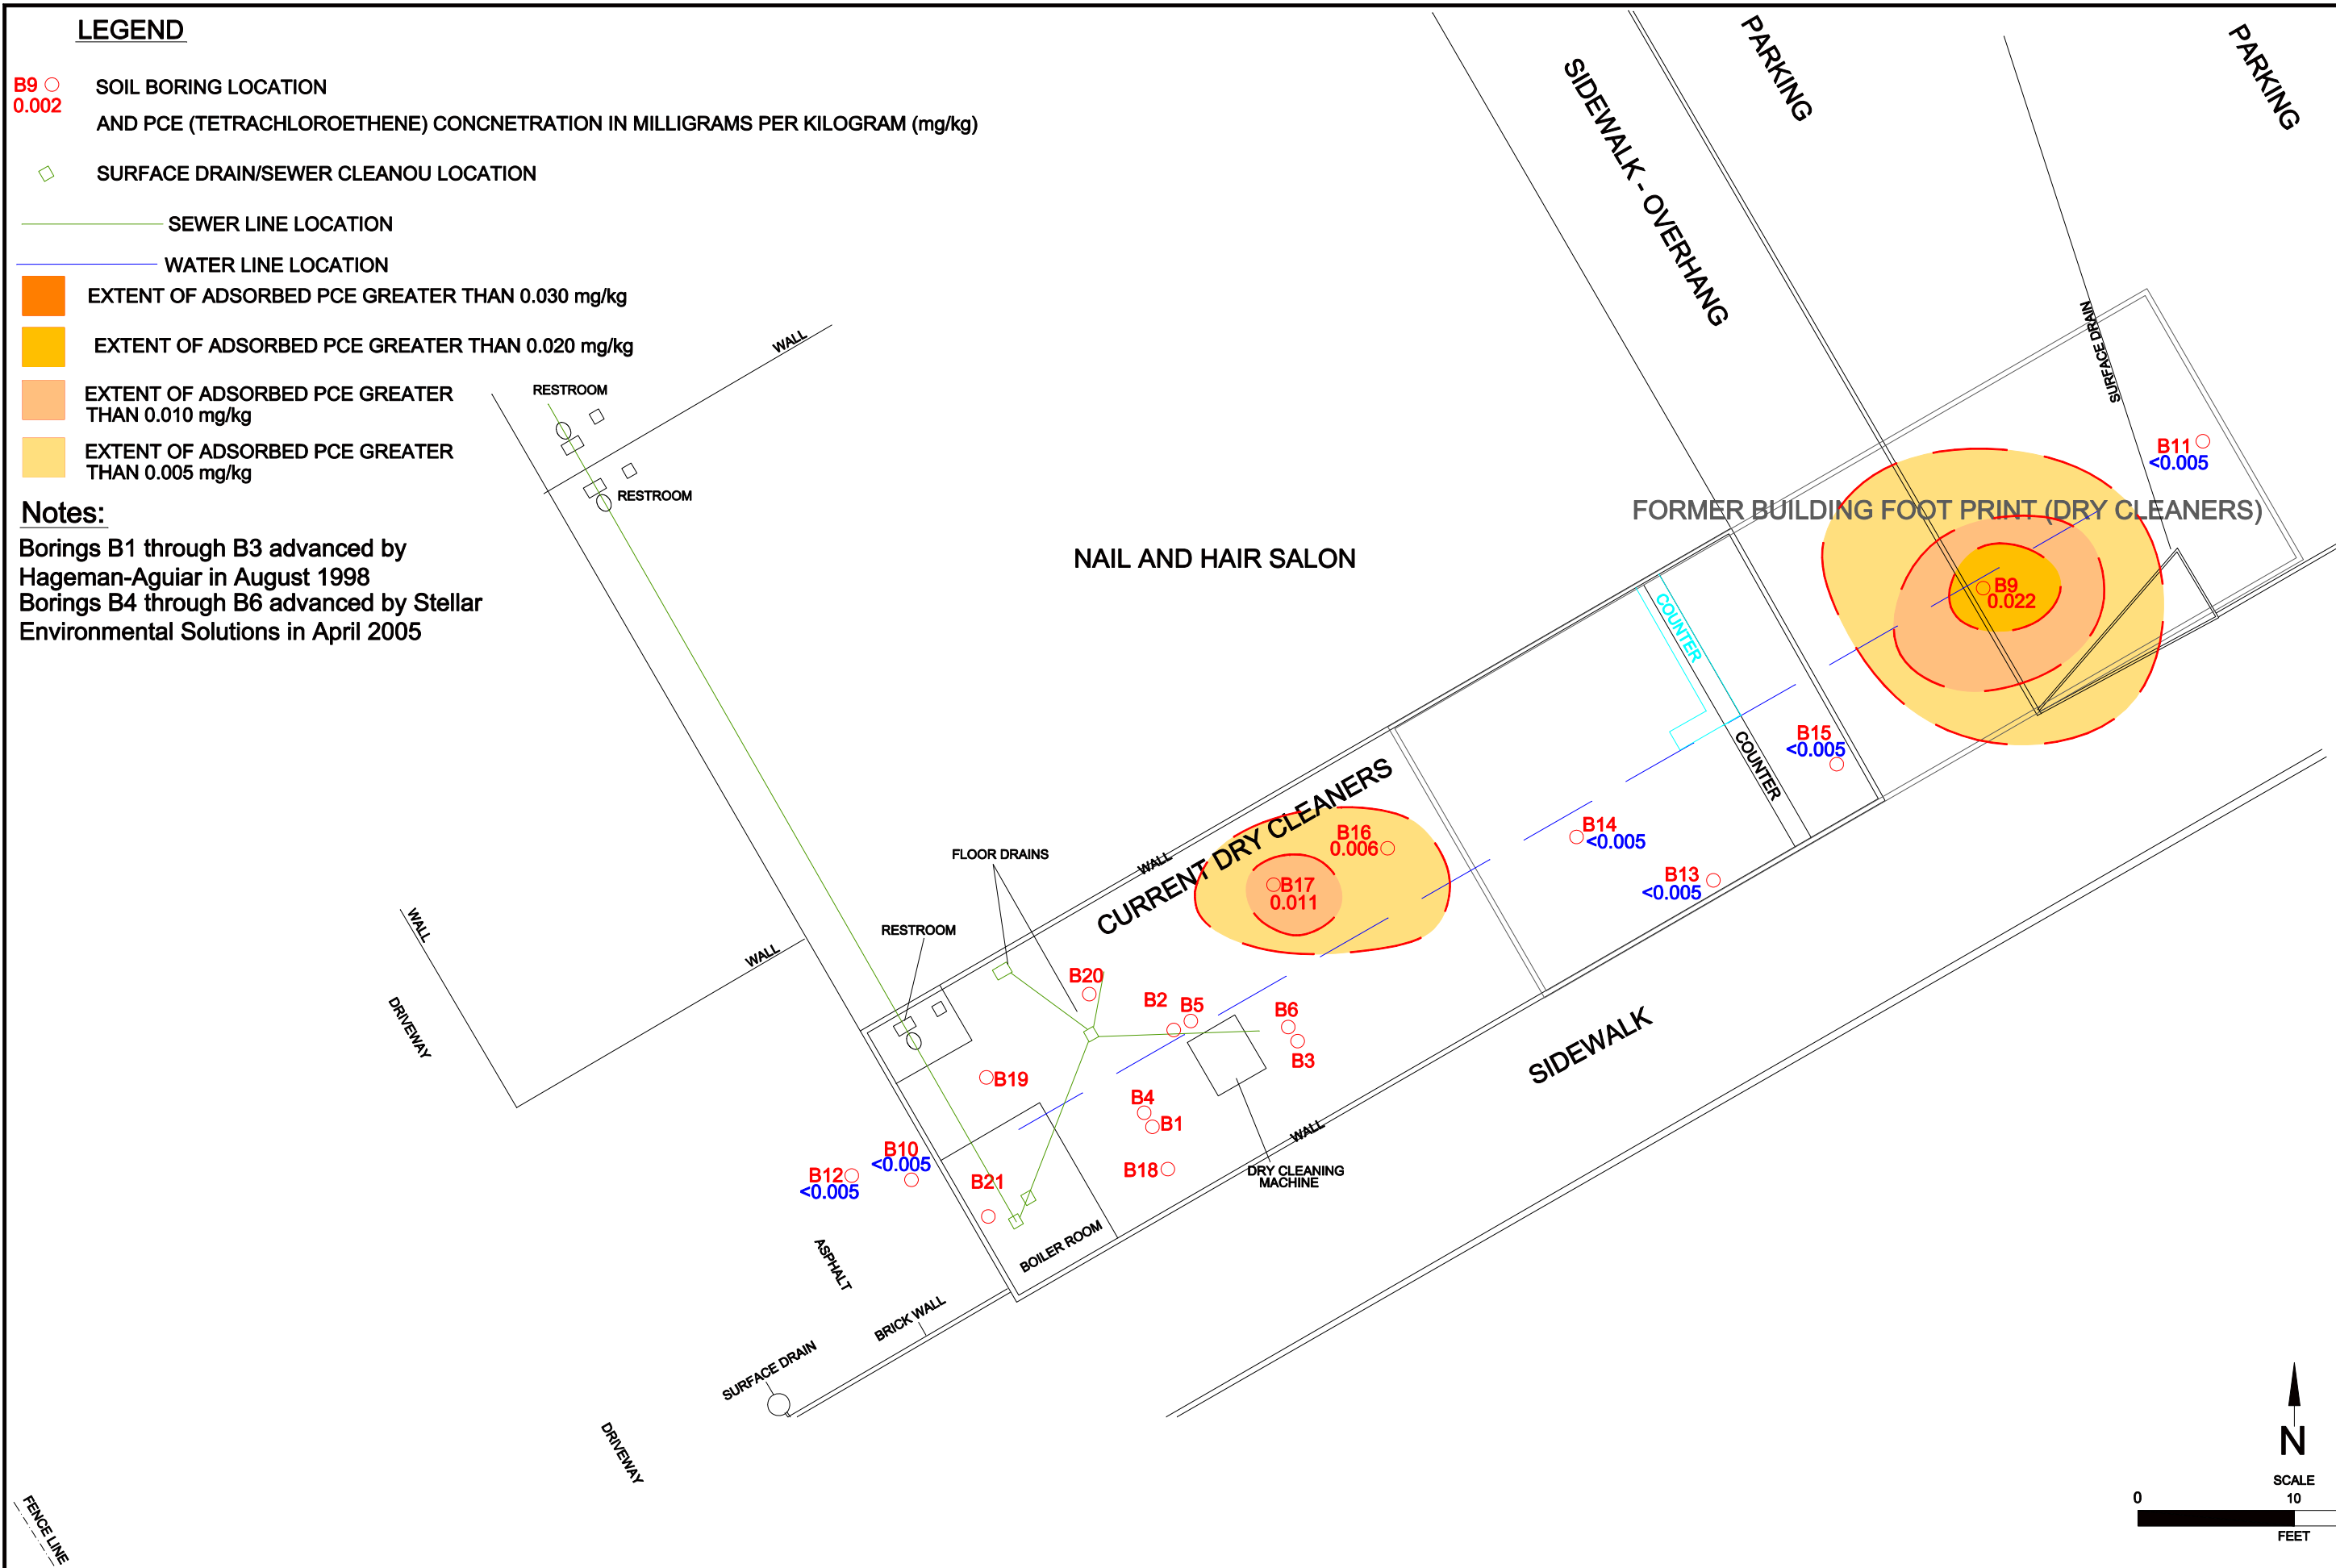 LEGEND
B9
0.002
SOIL BORING LOCATION
AND PCE (TETRACHLOROETHENE) CONCNETRATION IN MILLIGRAMS PER KILOGRAM (mg/kg)
SURFACE DRAIN/SEWER CLEANOU LOCATION
SEWER LINE LOCATION
WATER LINE LOCATION
EXTENT OF ADSORBED PCE GREATER THAN 0.030 mg/kg
EXTENT OF ADSORBED PCE GREATER THAN 0.020 mg/kg
EXTENT OF ADSORBED PCE GREATER
THAN 0.010 mg/kg
EXTENT OF ADSORBED PCE GREATER
THAN 0.005 mg/kg
Notes:
Borings B1 through B3 advanced by
Hageman-Aguiar in August 1998
Borings B4 through B6 advanced by Stellar
Environmental Solutions in April 2005
PARKING
PARKING
SIDEWALK - OVERHANG
SURFACE DRAIN
WALL
RESTROOM
RESTROOM
B11
<0.005
FORMER BUILDING FOOT PRINT (DRY CLEANERS)
NAIL AND HAIR SALON
B9
0.022
COUNTER
COUNTER
B15
<0.005
CURRENT DRY CLEANERS
B16
0.006
B14
<0.005
B13
<0.005
B17
0.011
FLOOR DRAINS
WALL
RESTROOM
WALL
WALL
DRIVEWAY
B20
B2
B5
B6
B3
SIDEWALK
B19
B4
B1
WALL
B18
DRY CLEANING
MACHINE
B10
<0.005
B12
<0.005
B21
BOILER ROOM
ASPHALT
BRICK WALL
SURFACE DRAIN
DRIVEWAY
FENCE LINE
N
SCALE
0
10
FEET